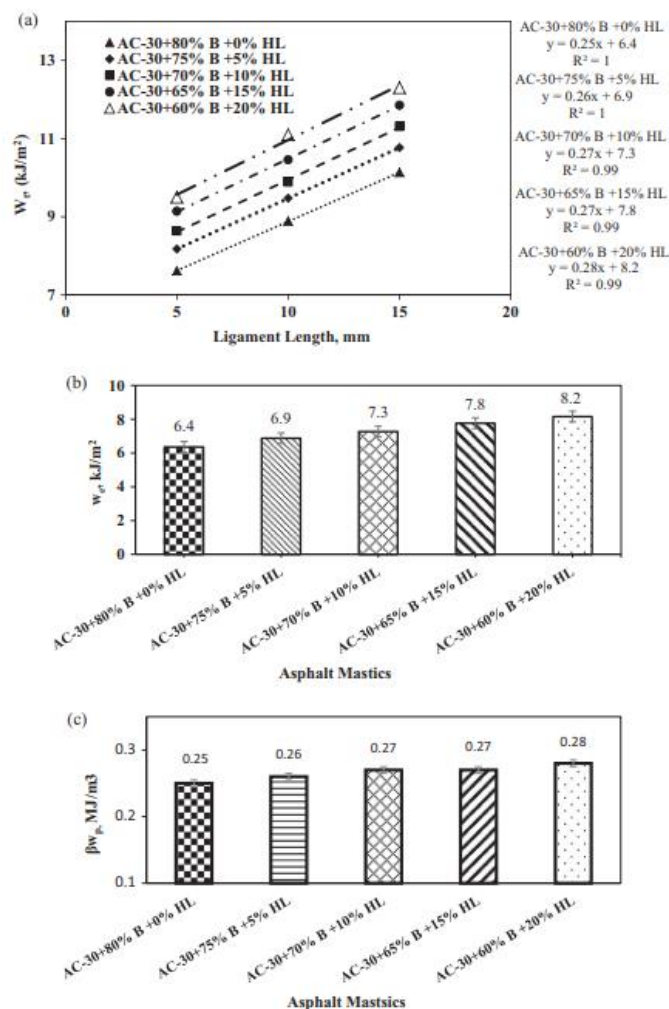 (a)
13
11
9
7
W_t, (kJ/m²)
AC-30+80% B +0% HL
AC-30+75% B +5% HL
AC-30+70% B +10% HL
AC-30+65% B +15% HL
AC-30+60% B +20% HL
0
5
10
15
20
Ligament Length, mm
AC-30+80% B +0% HL
y = 0.25x + 6.4
R² = 1
AC-30+75% B +5% HL
y = 0.26x + 6.9
R² = 1
AC-30+70% B +10% HL
y = 0.27x + 7.3
R² = 0.99
AC-30+65% B +15% HL
y = 0.27x + 7.8
R² = 0.99
AC-30+60% B +20% HL
y = 0.28x + 8.2
R² = 0.99
(b)
10
8
6
4
2
0
w_e, kJ/m²
6.4
6.9
7.3
7.8
8.2
AC-30+80% B +0% HL
AC-30+75% B +5% HL
AC-30+70% B +10% HL
AC-30+65% B +15% HL
AC-30+60% B +20% HL
Asphalt Mastics
(c)
0.3
0.2
0.1
βw_p, MJ/m3
0.25
0.26
0.27
0.27
0.28
AC-30+80% B +0% HL
AC-30+75% B +5% HL
AC-30+70% B +10% HL
AC-30+65% B +15% HL
AC-30+60% B +20% HL
Asphalt Mastsics